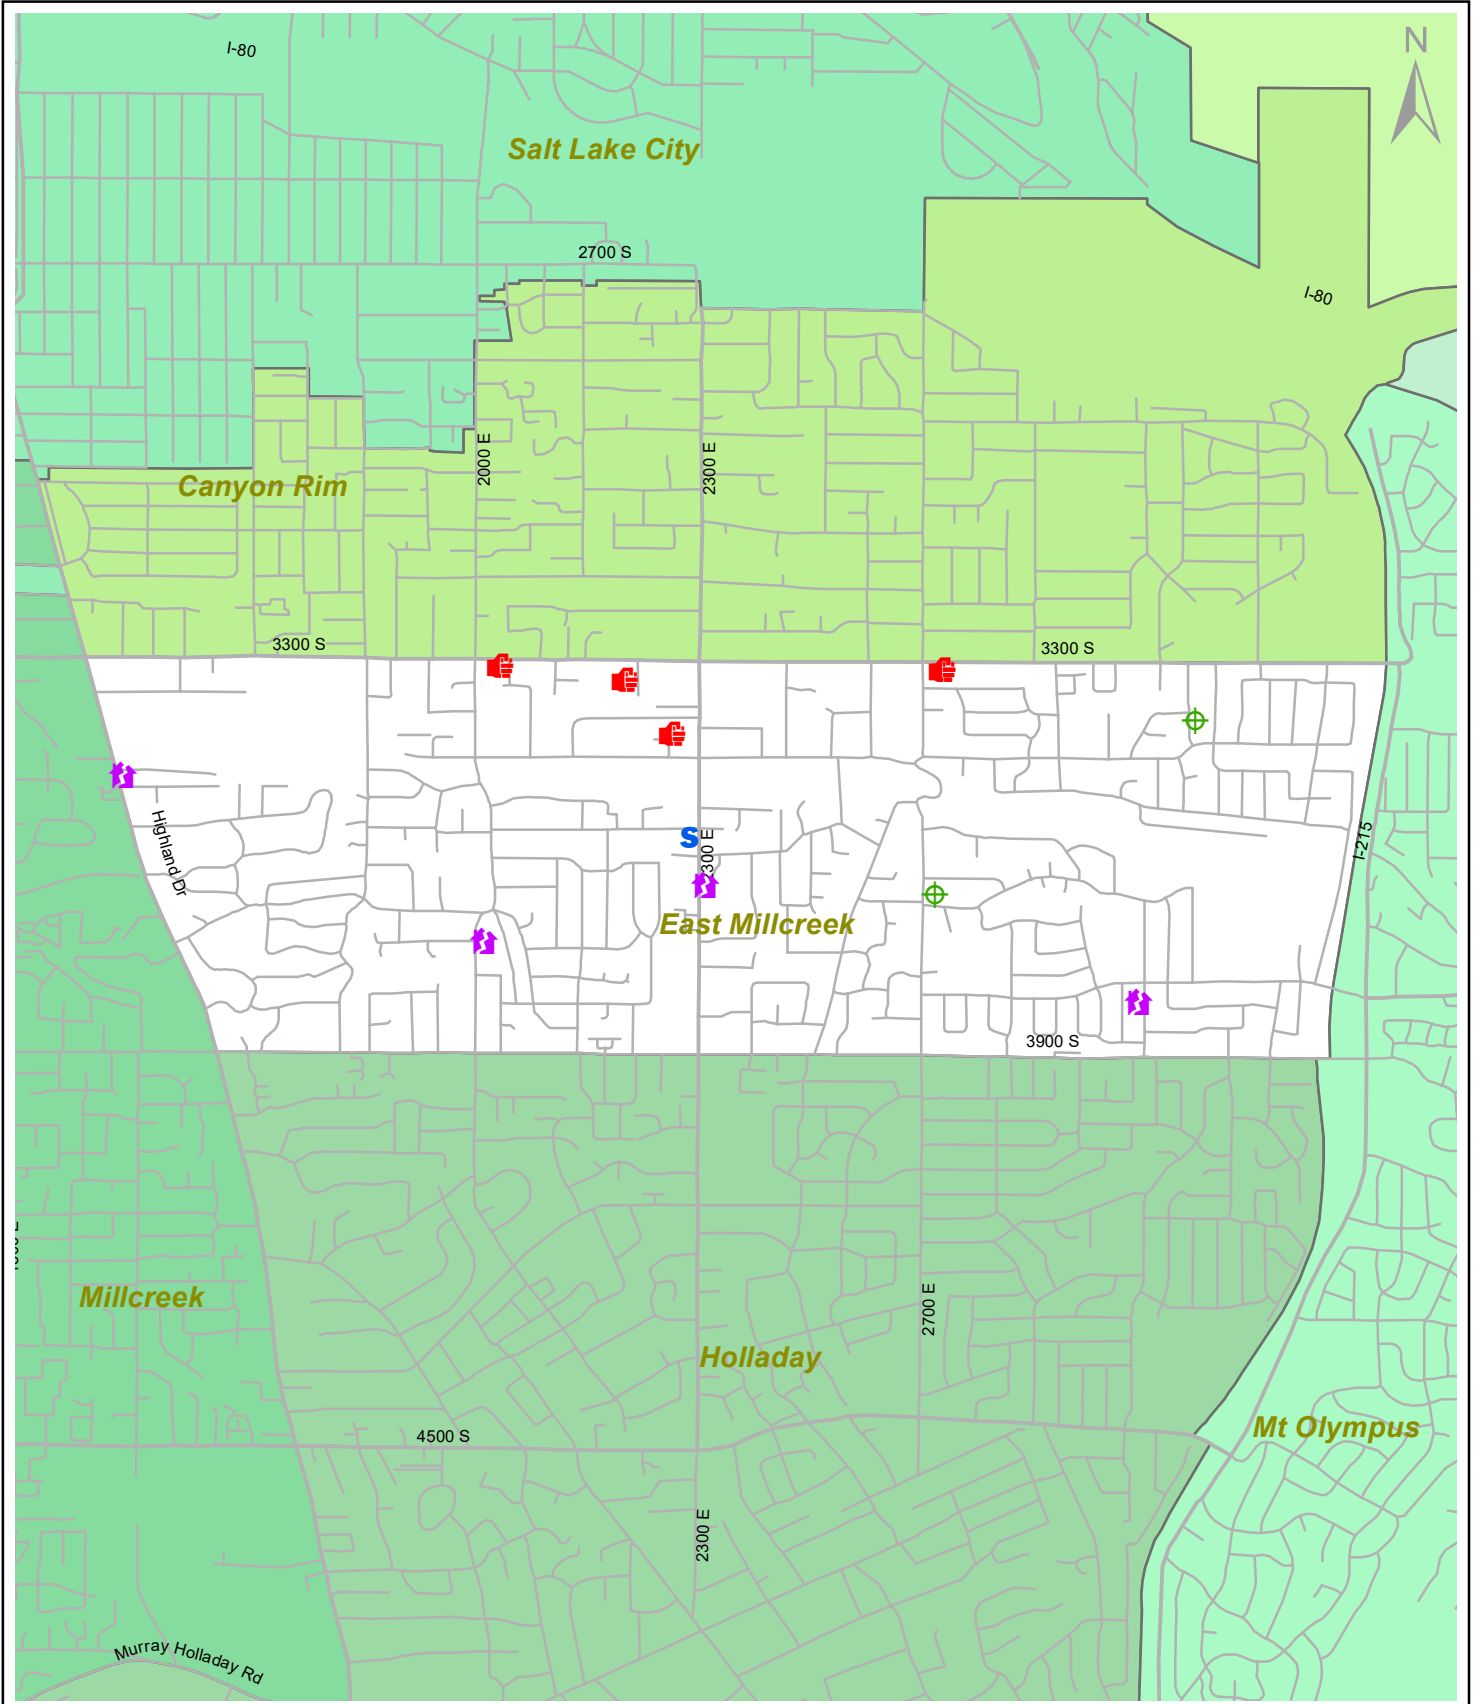 I-80
N
Salt Lake City
2700 S
I-80
2000 E
2300 E
Canyon Rim
3300 S
3300 S
Highland Dr
S
2300 E
I-215
East Millcreek
3900 S
Millcreek
2700 E
Holladay
Mt Olympus
4500 S
2300 E
Murray Holladay Rd